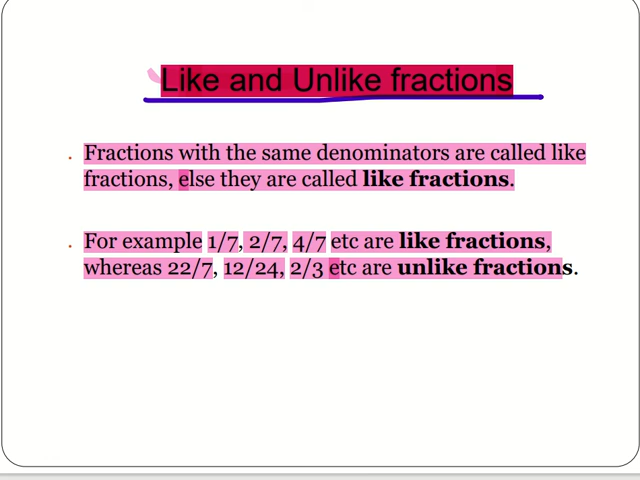 Like and Unlike fractions
Fractions with the same denominators are called like
fractions, else they are called like fractions.
For example 1/7, 2/7, 4/7 etc are like fractions,
whereas 22/7, 12/24, 2/3 etc are unlike fractions.